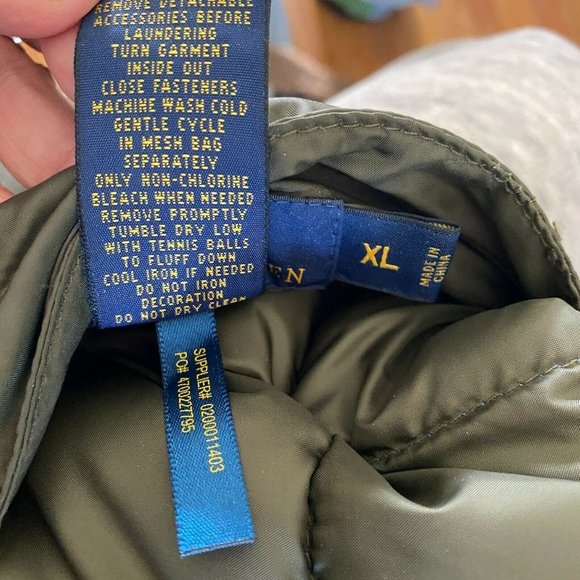 REMOVE DETACHABLE
ACCESSORIES BEFORE
LAUNDERING
TURN GARMENT
INSIDE OUT
CLOSE FASTENERS
MACHINE WASH COLD
GENTLE CYCLE
IN MESH BAG
SEPARATELY
ONLY NON-CHLORINE
BLEACH WHEN NEEDED
REMOVE PROMPTLY
TUMBLE DRY LOW
WITH TENNIS BALLS
TO FLUFF DOWN
COOL IRON IF NEEDED
DO NOT IRON
DECORATION
DO NOT DRY CLEAN
EN
XL
MADE IN
CHINA
SUPPLIER# 0200011403
PO# 4700227795